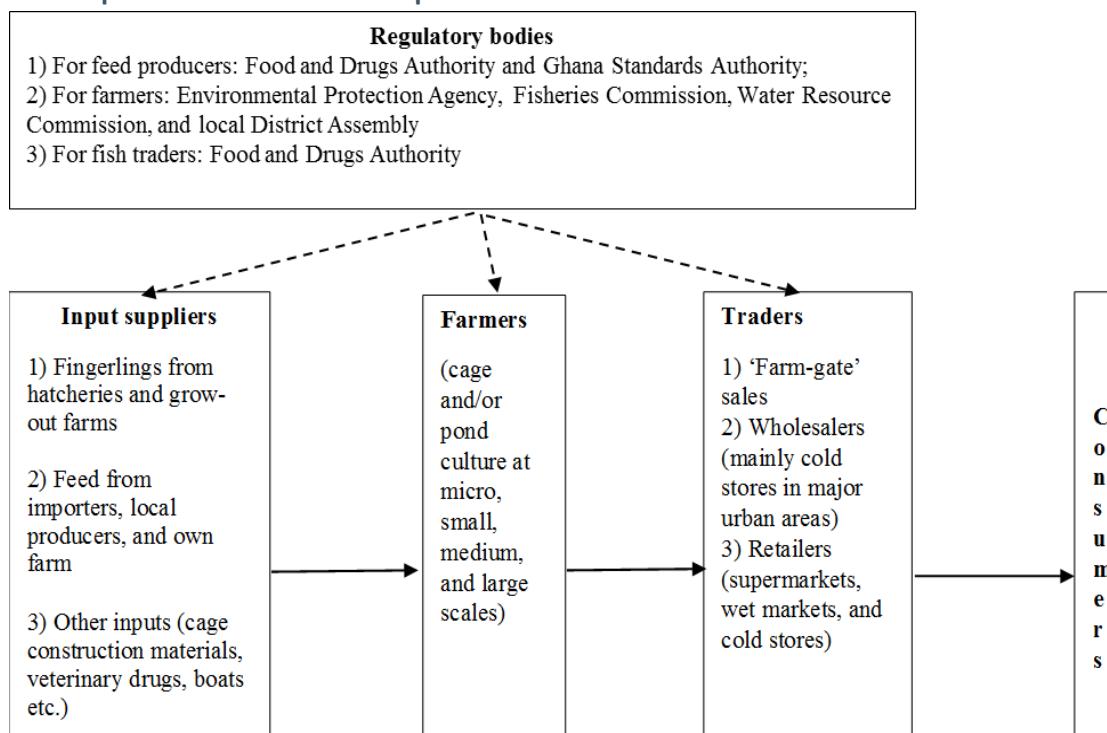 Regulatory bodies
1) For feed producers: Food and Drugs Authority and Ghana Standards Authority;
2) For farmers: Environmental Protection Agency, Fisheries Commission, Water Resource
Commission, and local District Assembly
3) For fish traders: Food and Drugs Authority
Input suppliers
1) Fingerlings from
hatcheries and grow-
out farms
2) Feed from
importers, local
producers, and own
farm
3) Other inputs (cage
construction materials,
veterinary drugs, boats
etc.)
Farmers
(cage
and/or
pond
culture at
micro,
small,
medium,
and large
scales)
Traders
1) ‘Farm-gate’
sales
2) Wholesalers
(mainly cold
stores in major
urban areas)
3) Retailers
(supermarkets,
wet markets, and
cold stores)
C
o
n
s
u
m
e
r
s